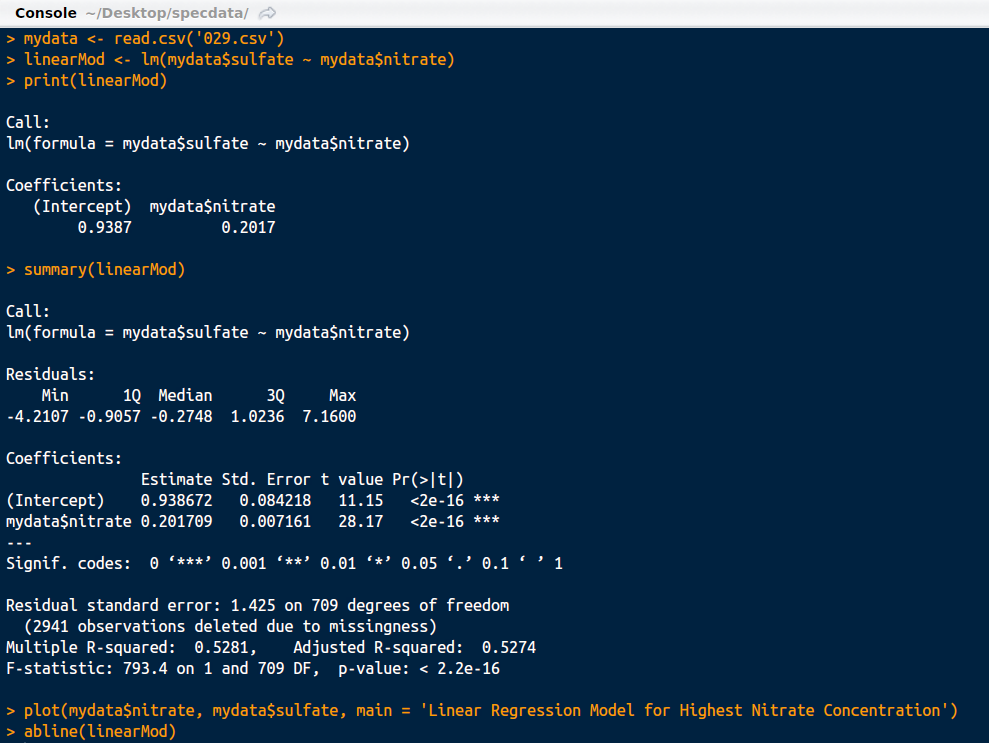 Console ~/Desktop/specdata/
> mydata <- read.csv('029.csv')
> linearMod <- lm(mydata$sulfate ~ mydata$nitrate)
> print(linearMod)

Call:
lm(formula = mydata$sulfate ~ mydata$nitrate)

Coefficients:
   (Intercept)  mydata$nitrate
        0.9387          0.2017

> summary(linearMod)

Call:
lm(formula = mydata$sulfate ~ mydata$nitrate)

Residuals:
    Min      1Q  Median      3Q     Max
-4.2107 -0.9057 -0.2748  1.0236  7.1600

Coefficients:
               Estimate Std. Error t value Pr(>|t|)
(Intercept)    0.938672   0.084218   11.15   <2e-16 ***
mydata$nitrate 0.201709   0.007161   28.17   <2e-16 ***
---
Signif. codes:  0 ‘***’ 0.001 ‘**’ 0.01 ‘*’ 0.05 ‘.’ 0.1 ‘ ’ 1

Residual standard error: 1.425 on 709 degrees of freedom
  (2941 observations deleted due to missingness)
Multiple R-squared:  0.5281,    Adjusted R-squared:  0.5274
F-statistic: 793.4 on 1 and 709 DF,  p-value: < 2.2e-16

> plot(mydata$nitrate, mydata$sulfate, main = 'Linear Regression Model for Highest Nitrate Concentration')
> abline(linearMod)